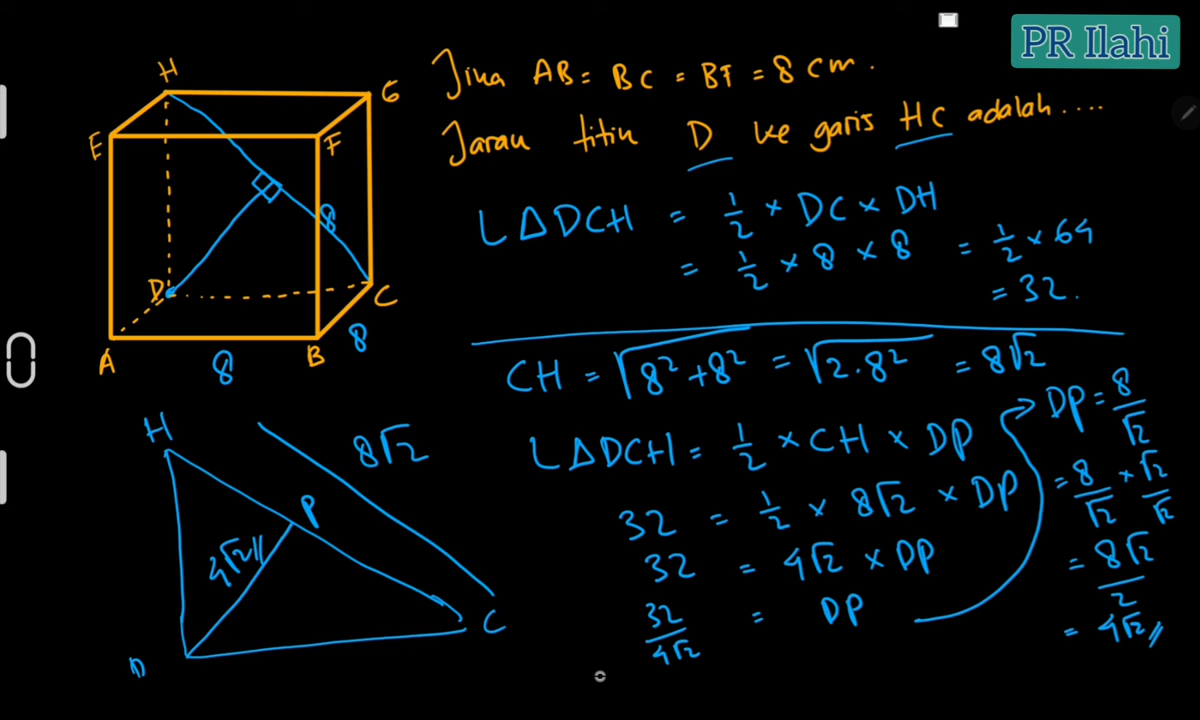 PR Ilahi
Jika AB = BC = BF = 8 cm.
Jarak titik D ke garis HC adalah....
H
G
E
F
8
D
C
A
8
B
8
L△DCH = 1/2 × DC × DH
= 1/2 × 8 × 8 = 1/2 × 64
= 32.
CH = √(8²+8²) = √(2.8²) = 8√2
L△DCH = 1/2 × CH × DP
32 = 1/2 × 8√2 × DP
32 = 4√2 × DP
32/4√2 = DP
DP = 8/√2
= 8/√2 × √2/√2
= 8√2/2
= 4√2//
H
8√2
P
4√2//
C
D